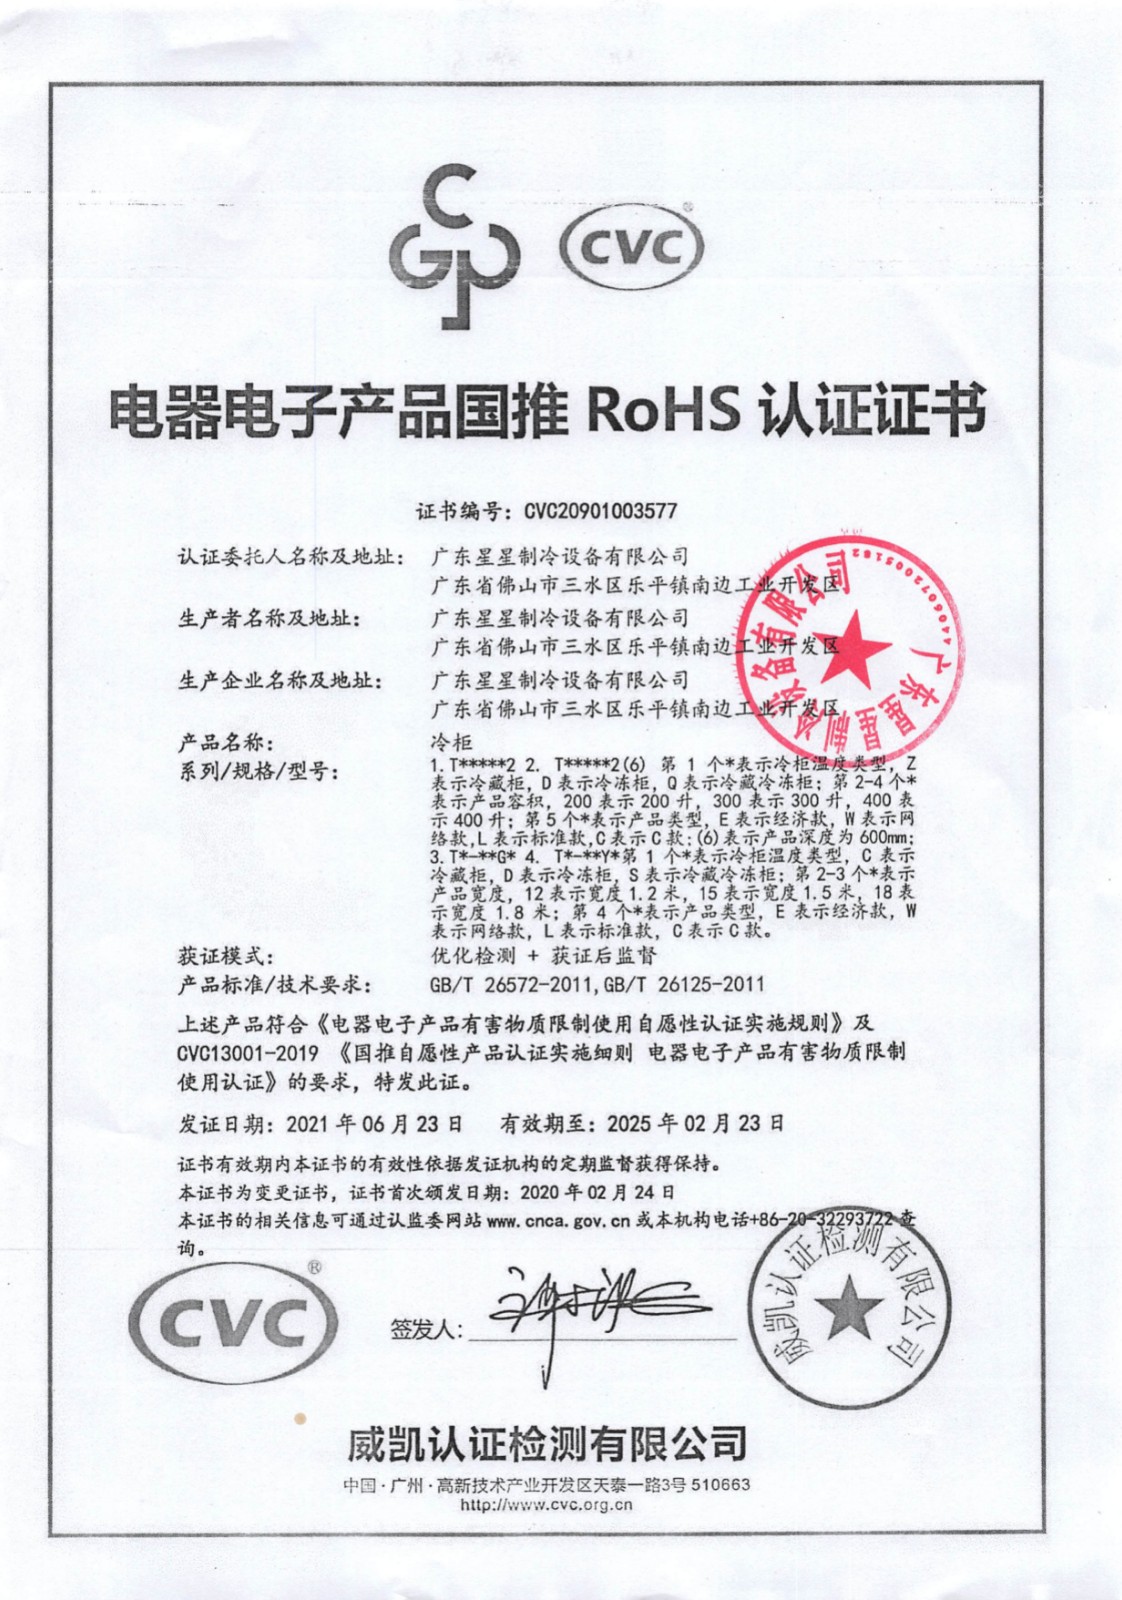 CGP
CVC®
电器电子产品国推 RoHS 认证证书
证书编号：CVC20901003577
认证委托人名称及地址： 广东星星制冷设备有限公司
广东省佛山市三水区乐平镇南边工业开发区
生产者名称及地址： 广东星星制冷设备有限公司
广东省佛山市三水区乐平镇南边工业开发区
生产企业名称及地址： 广东星星制冷设备有限公司
广东省佛山市三水区乐平镇南边工业开发区
广东星星制冷设备有限公司
产品名称： 冷柜
系列/规格/型号： 1.T*****2 2. T*****2(6) 第 1 个*表示冷柜温度类型，Z
表示冷藏柜，D 表示冷冻柜，Q 表示冷藏冷冻柜；第 2-4 个*
表示产品容积，200 表示 200 升，300 表示 300 升，400 表
示 400 升；第 5 个*表示产品类型，E 表示经济款，W 表示网
络款,L 表示标准款,C 表示 C 款;(6)表示产品深度为 600mm；
3.T*-**G* 4. T*-**Y*第 1 个*表示冷柜温度类型，C 表示
冷藏柜，D 表示冷冻柜，S 表示冷藏冷冻柜；第 2-3 个*表示
产品宽度，12 表示宽度 1.2 米，15 表示宽度 1.5 米，18 表
示宽度 1.8 米；第 4 个*表示产品类型，E 表示经济款，W
表示网络款，L 表示标准款，C 表示 C 款。
获证模式： 优化检测 + 获证后监督
产品标准/技术要求： GB/T 26572-2011,GB/T 26125-2011
上述产品符合《电器电子产品有害物质限制使用自愿性认证实施规则》及
CVC13001-2019 《国推自愿性产品认证实施细则 电器电子产品有害物质限制
使用认证》的要求，特发此证。
发证日期：2021 年 06 月 23 日 有效期至：2025 年 02 月 23 日
证书有效期内本证书的有效性依据发证机构的定期监督获得保持。
本证书为变更证书，证书首次颁发日期：2020 年 02 月 24 日
本证书的相关信息可通过认监委网站 www.cnca.gov.cn 或本机构电话+86-20-32293722 查
询。
CVC®
签发人：
威凯认证检测有限公司
威凯认证检测有限公司
中国·广州·高新技术产业开发区天泰一路3号 510663
http://www.cvc.org.cn